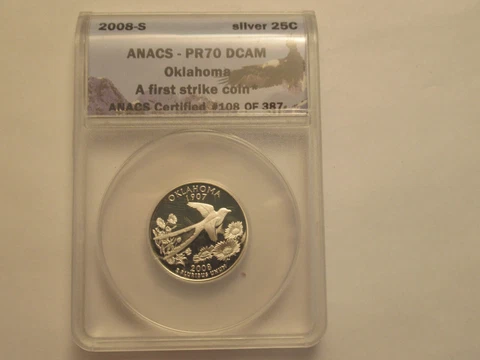 2008-S silver 25C
ANACS - PR70 DCAM
Oklahoma
A first strike coin
ANACS Certified #108 OF 387
OKLAHOMA
1907
2008
E PLURIBUS UNUM